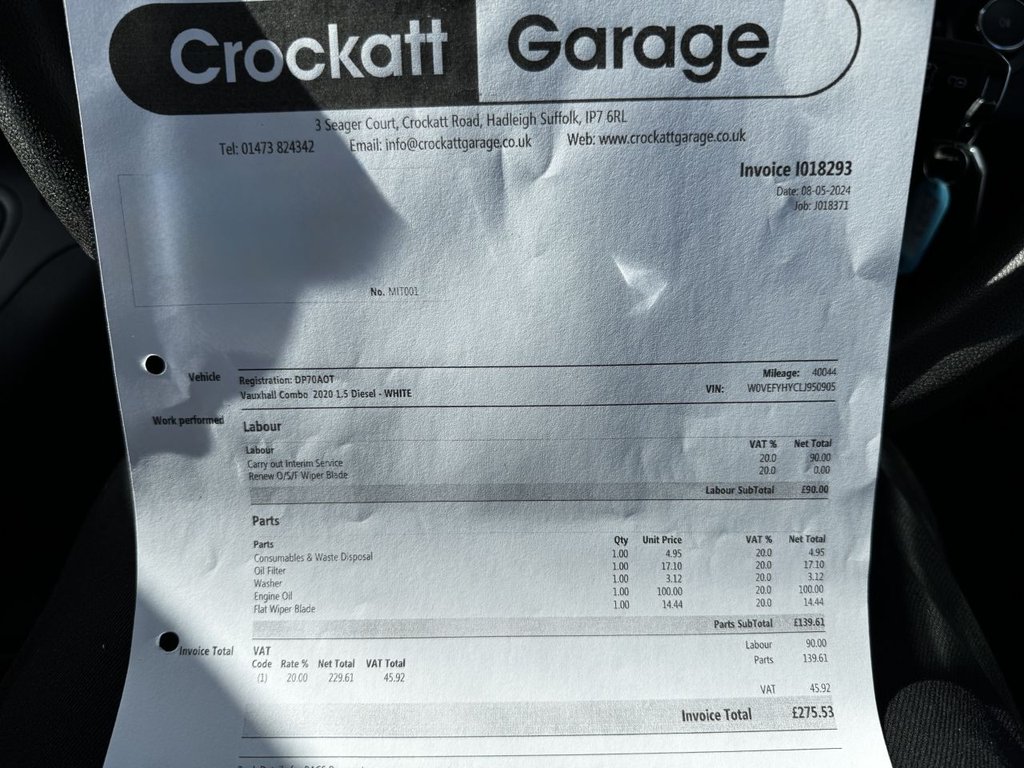 Crockatt Garage
3 Seager Court, Crockatt Road, Hadleigh Suffolk, IP7 6RL
Tel: 01473 824342 Email: info@crockattgarage.co.uk Web: www.crockattgarage.co.uk
Invoice I018293
Date: 08-05-2024
Job: J018371
No. MIT001
Vehicle Registration: DP70AOT Mileage: 40044
Vauxhall Combo 2020 1.5 Diesel - WHITE VIN: W0VEFYHYCLJ950905
Work performed Labour
Labour VAT % Net Total
Carry out Interim Service 20.0 90.00
Renew O/S/F Wiper Blade 20.0 0.00
Labour SubTotal £90.00
Parts
Parts Qty Unit Price VAT % Net Total
Consumables & Waste Disposal 1.00 4.95 20.0 4.95
Oil Filter 1.00 17.10 20.0 17.10
Washer 1.00 3.12 20.0 3.12
Engine Oil 1.00 100.00 20.0 100.00
Flat Wiper Blade 1.00 14.44 20.0 14.44
Parts SubTotal £139.61
Invoice Total VAT Labour 90.00
Code Rate % Net Total VAT Total Parts 139.61
(1) 20.00 229.61 45.92
VAT 45.92
Invoice Total £275.53